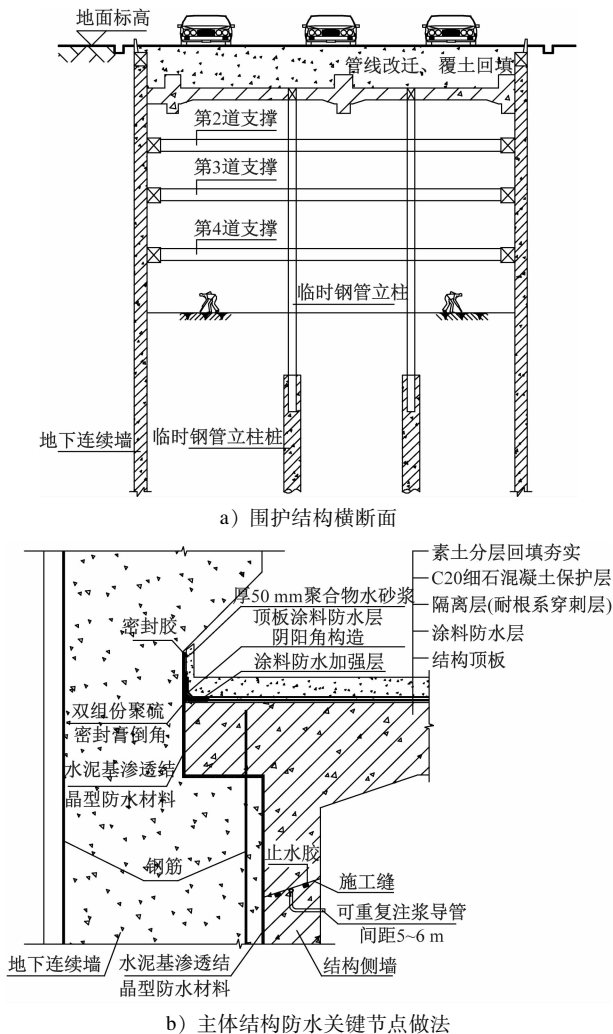 地面标高
管线改迁、覆土回填
第2道支撑
第3道支撑
第4道支撑
临时钢管立柱
地下连续墙
临时钢管立柱桩
a）围护结构横断面
素土分层回填夯实
C20细石混凝土保护层
隔离层(耐根系穿刺层)
涂料防水层
结构顶板
厚50 mm聚合物水砂浆
顶板涂料防水层
阴阳角构造
涂料防水加强层
密封胶
双组份聚硫
密封膏倒角
水泥基渗透结
晶型防水材料
钢筋
止水胶
施工缝
可重复注浆导管
间距5~6 m
地下连续墙
水泥基渗透结
晶型防水材料
结构侧墙
b）主体结构防水关键节点做法